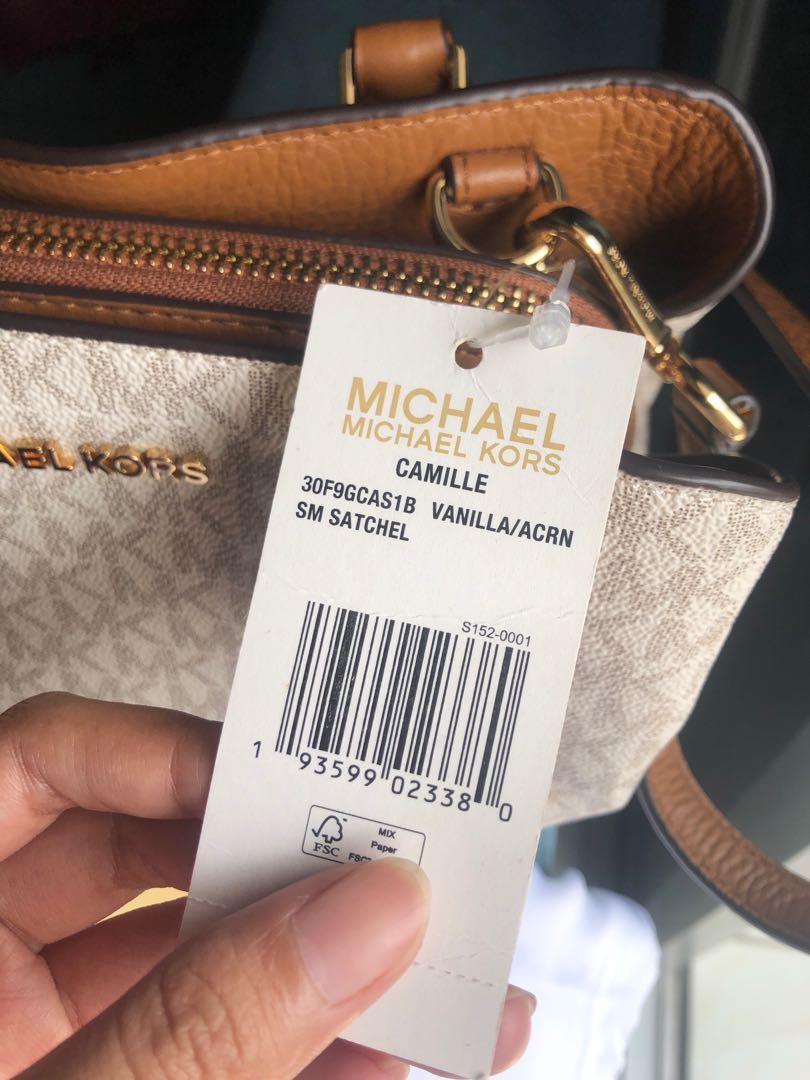 MICHAEL
MICHAEL KORS
CAMILLE
30F9GCAS1B VANILLA/ACRN
SM SATCHEL
S152-0001
1 93599 02338 0
FSC
MIX
Paper
KORS